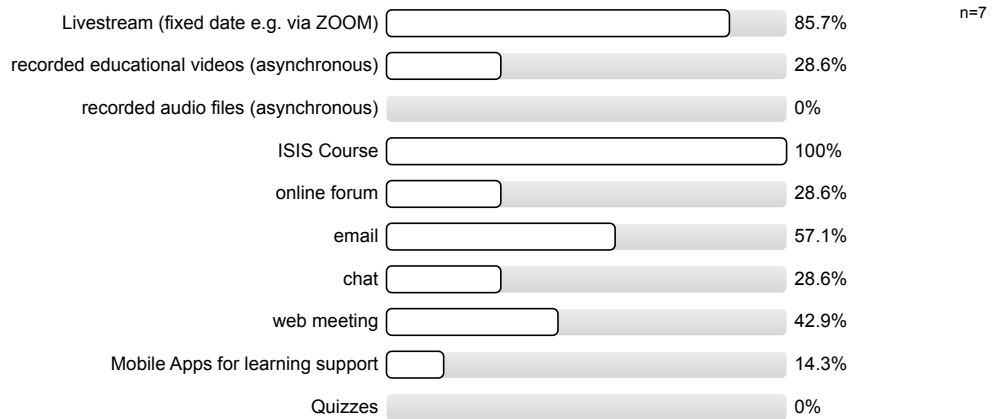 Livestream (fixed date e.g. via ZOOM) 85.7% n=7
recorded educational videos (asynchronous) 28.6%
recorded audio files (asynchronous) 0%
ISIS Course 100%
online forum 28.6%
email 57.1%
chat 28.6%
web meeting 42.9%
Mobile Apps for learning support 14.3%
Quizzes 0%